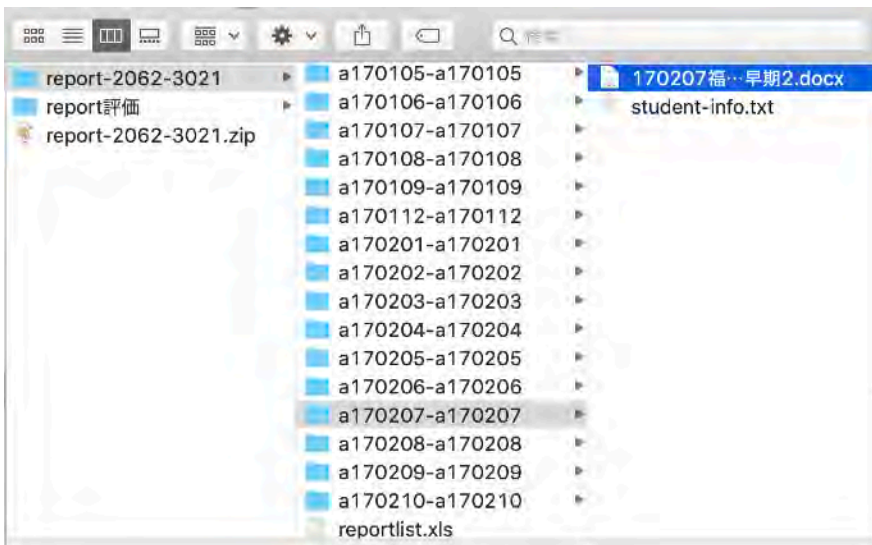 検索
report-2062-3021
report評価
report-2062-3021.zip
a170105-a170105
a170106-a170106
a170107-a170107
a170108-a170108
a170109-a170109
a170112-a170112
a170201-a170201
a170202-a170202
a170203-a170203
a170204-a170204
a170205-a170205
a170206-a170206
a170207-a170207
a170208-a170208
a170209-a170209
a170210-a170210
reportlist.xls
170207福…早期2.docx
student-info.txt